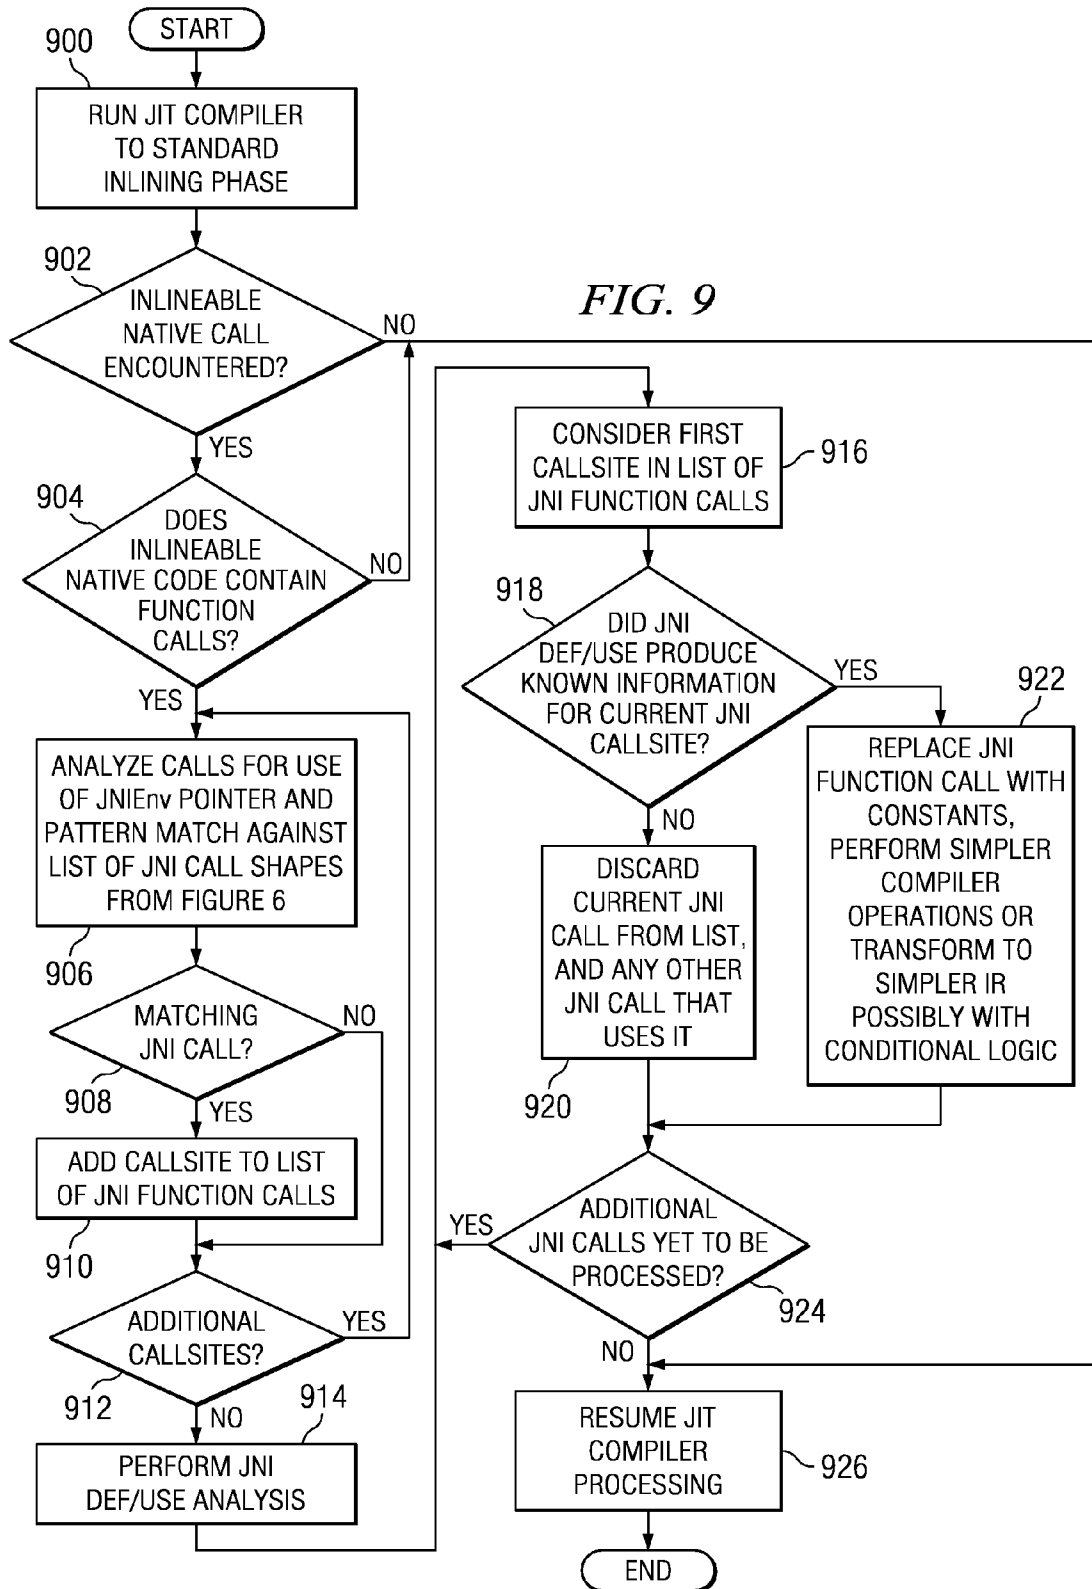 START
900
RUN JIT COMPILER
TO STANDARD
INLINING PHASE
902
INLINEABLE
NATIVE CALL
ENCOUNTERED?
NO
YES
FIG. 9
904
DOES
INLINEABLE
NATIVE CODE CONTAIN
FUNCTION
CALLS?
NO
YES
ANALYZE CALLS FOR USE
OF JNIEnv POINTER AND
PATTERN MATCH AGAINST
LIST OF JNI CALL SHAPES
FROM FIGURE 6
906
MATCHING
JNI CALL?
NO
908
YES
ADD CALLSITE TO LIST
OF JNI FUNCTION CALLS
910
ADDITIONAL
CALLSITES?
YES
912
NO
914
PERFORM JNI
DEF/USE ANALYSIS
CONSIDER FIRST
CALLSITE IN LIST OF
JNI FUNCTION CALLS
916
918
DID JNI
DEF/USE PRODUCE
KNOWN INFORMATION
FOR CURRENT JNI
CALLSITE?
YES
NO
922
REPLACE JNI
FUNCTION CALL WITH
CONSTANTS,
PERFORM SIMPLER
COMPILER
OPERATIONS OR
TRANSFORM TO
SIMPLER IR
POSSIBLY WITH
CONDITIONAL LOGIC
DISCARD
CURRENT JNI
CALL FROM LIST,
AND ANY OTHER
JNI CALL THAT
USES IT
920
ADDITIONAL
JNI CALLS YET TO BE
PROCESSED?
YES
924
NO
RESUME JIT
COMPILER
PROCESSING
926
END